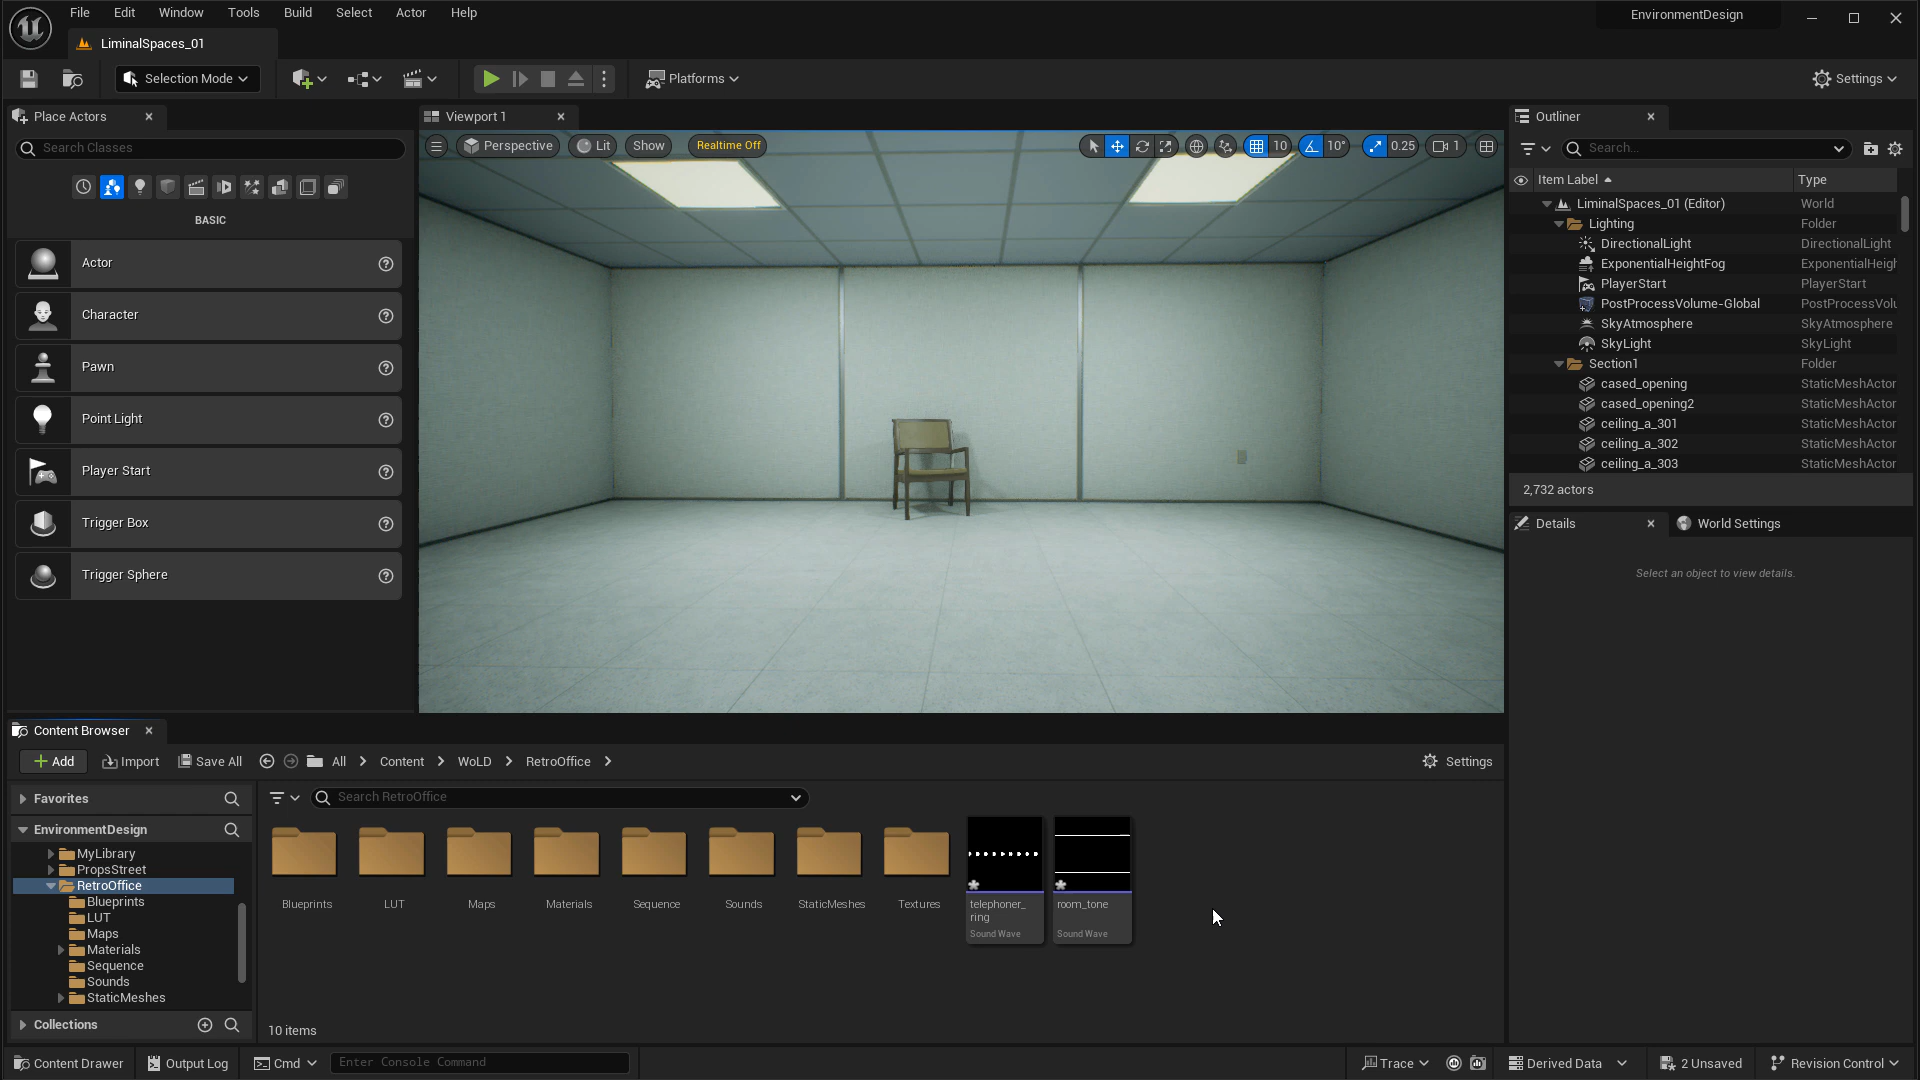 File Edit Window Tools Build Select Actor Help
EnvironmentDesign
LiminalSpaces_01
Selection Mode
Platforms
Settings
Place Actors
Search Classes
BASIC
Actor
Character
Pawn
Point Light
Player Start
Trigger Box
Trigger Sphere
Viewport 1
Perspective Lit Show Realtime Off 10 10° 0.25 1
Outliner
Search...
Item Label Type
LiminalSpaces_01 (Editor) World
Lighting Folder
DirectionalLight DirectionalLight
ExponentialHeightFog ExponentialHeigh
PlayerStart PlayerStart
PostProcessVolume-Global PostProcessVolu
SkyAtmosphere SkyAtmosphere
SkyLight SkyLight
Section1 Folder
cased_opening StaticMeshActor
cased_opening2 StaticMeshActor
ceiling_a_301 StaticMeshActor
ceiling_a_302 StaticMeshActor
ceiling_a_303 StaticMeshActor
2,732 actors
Details World Settings
Select an object to view details.
Content Browser
Add Import Save All All Content WoLD RetroOffice Settings
Favorites
EnvironmentDesign
MyLibrary
PropsStreet
RetroOffice
Blueprints
LUT
Maps
Materials
Sequence
Sounds
StaticMeshes
Collections
Search RetroOffice
Blueprints LUT Maps Materials Sequence Sounds StaticMeshes Textures
telephoner_
ring
Sound Wave
room_tone
Sound Wave
10 items
Content Drawer Output Log Cmd Enter Console Command Trace Derived Data 2 Unsaved Revision Control